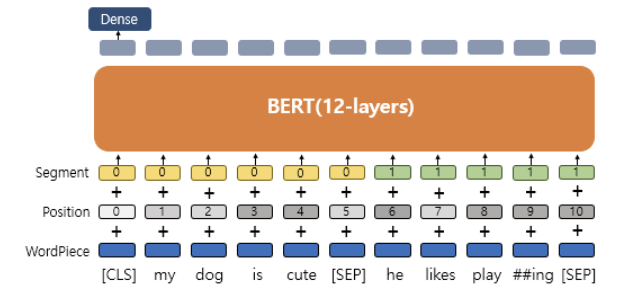 Dense
BERT(12-layers)
Segment 0 0 0 0 0 0 1 1 1 1 1
+ + + + + + + + + + +
Position 0 1 2 3 4 5 6 7 8 9 10
+ + + + + + + + + + +
WordPiece
[CLS] my dog is cute [SEP] he likes play ##ing [SEP]